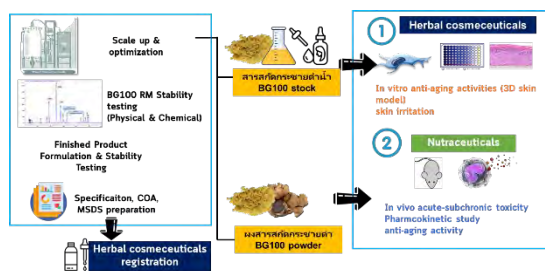 Scale up &
optimization
BG100 RM Stability
testing
(Physical & Chemical)
Finished Product
Formulation & Stability
Testing
Specificaiton, COA,
MSDS preparation
Herbal cosmeceuticals
registration
สารสกัดกระชายดำน้ำ
BG100 stock
ผงสารสกัดกระชายดำ
BG100 powder
1
Herbal cosmeceuticals
In vitro anti-aging activities (3D skin
model)
skin irritation
2
Nutraceuticals
In vivo acute-subchronic toxicity
Pharmcokinetic study
anti-aging activity